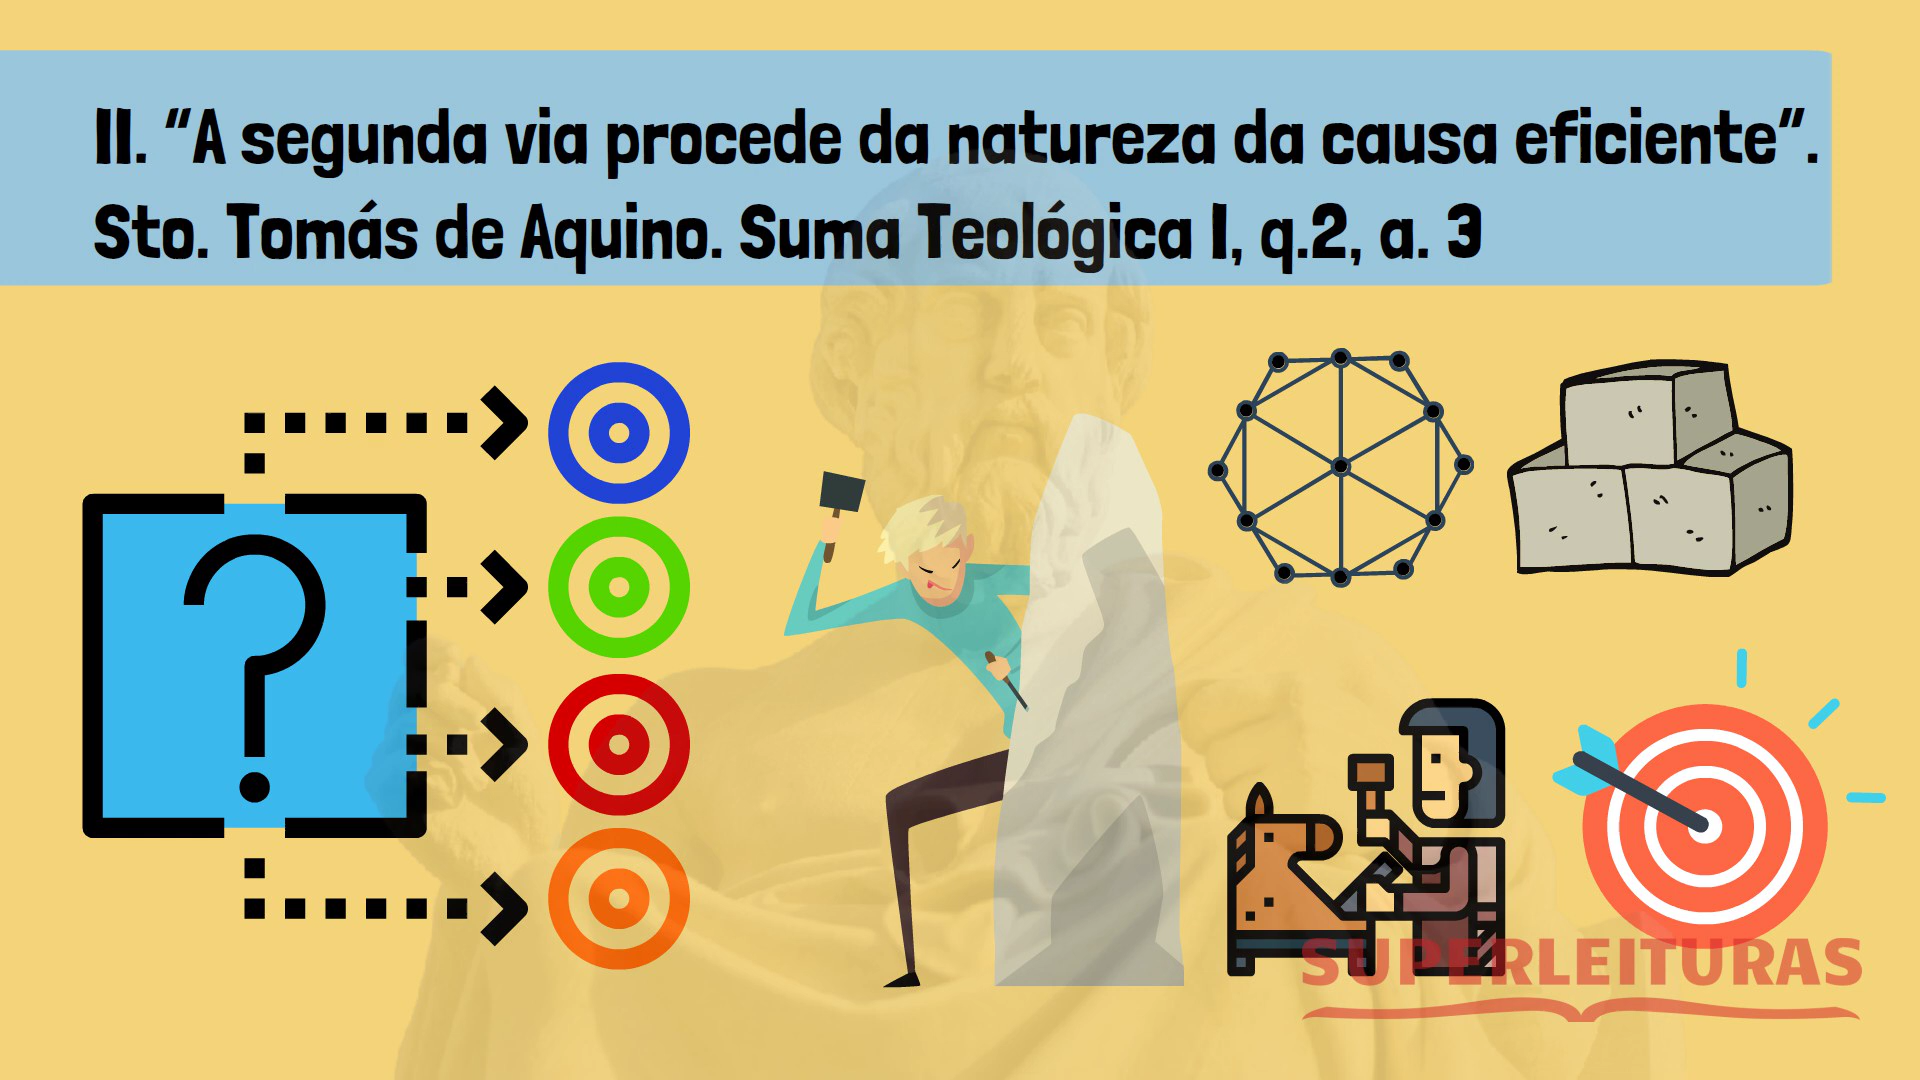 II. “A segunda via procede da natureza da causa eficiente”.
Sto. Tomás de Aquino. Suma Teológica I, q.2, a. 3
?
SUPERLEITURAS